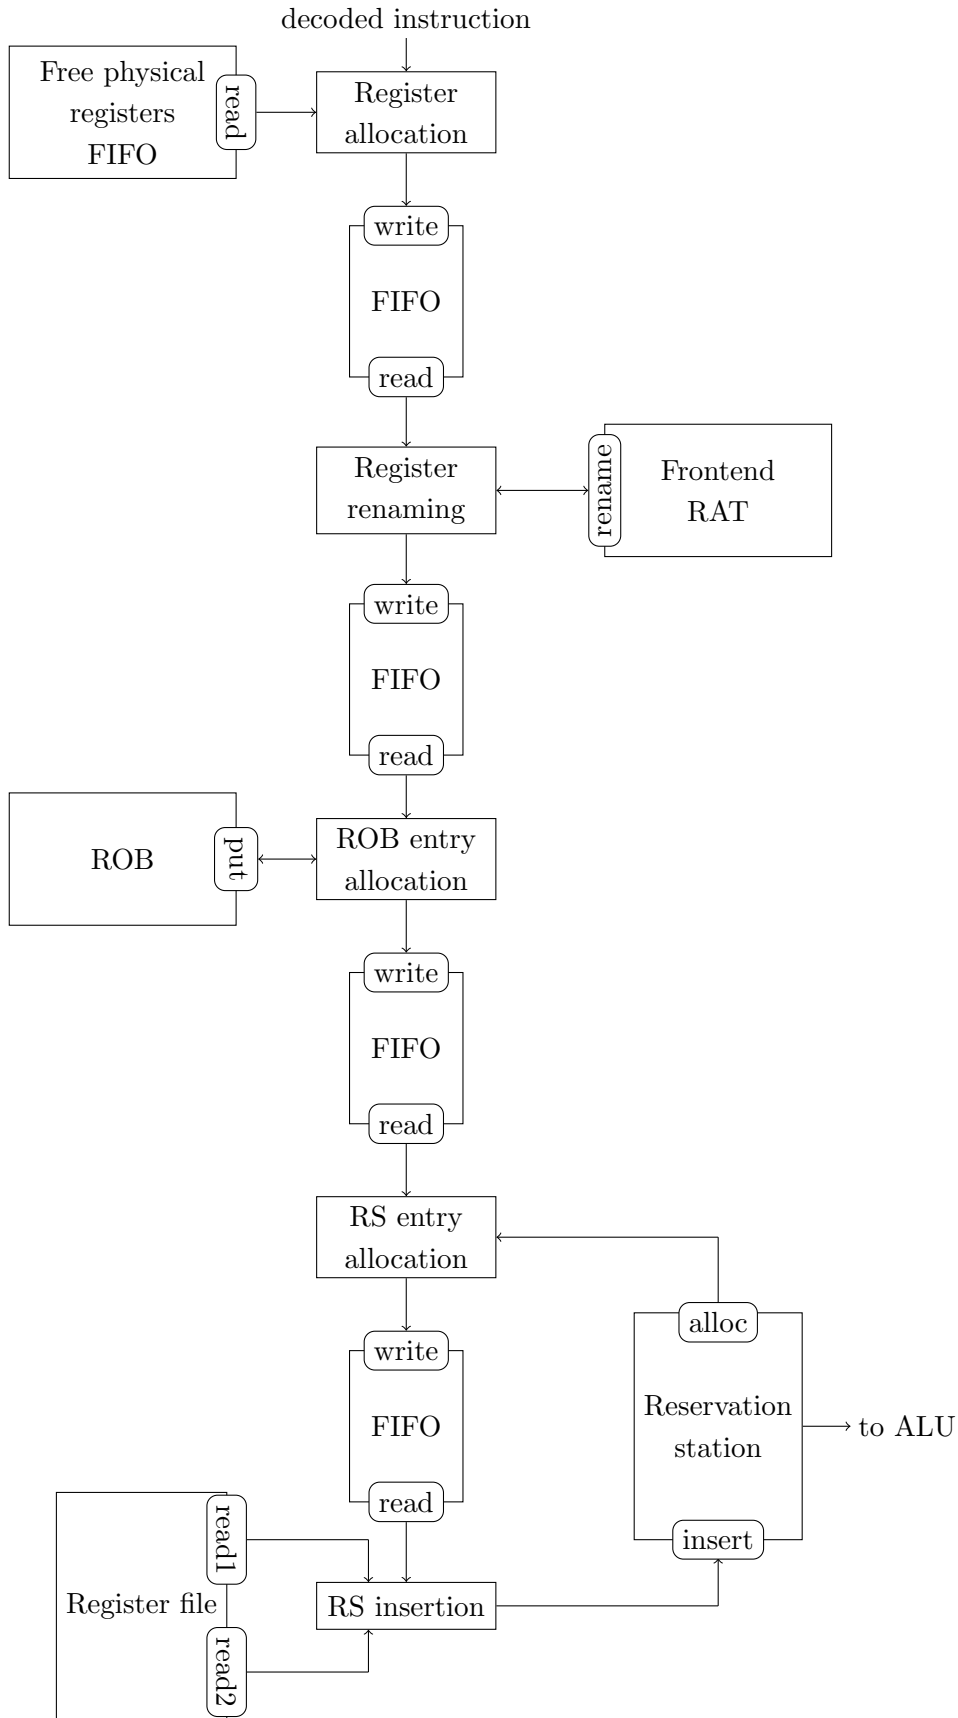 decoded instruction
Free physical
registers
FIFO
read
Register
allocation
write
FIFO
read
Register
renaming
rename
Frontend
RAT
write
FIFO
read
ROB
put
ROB entry
allocation
write
FIFO
read
RS entry
allocation
alloc
write
FIFO
read
Reservation
station
to ALU
insert
read1
Register file
read2
RS insertion